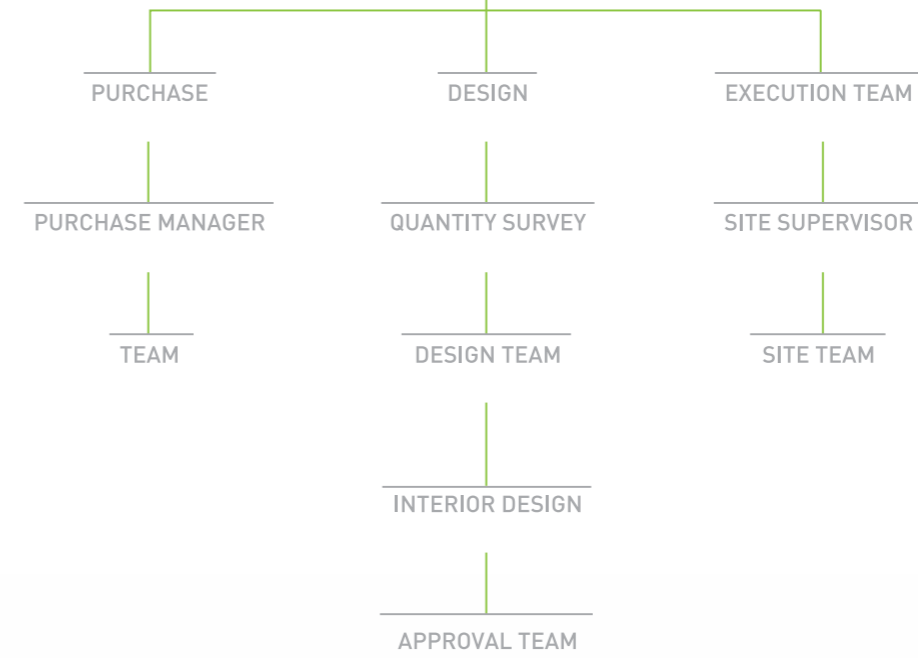 PURCHASE
DESIGN
EXECUTION TEAM
PURCHASE MANAGER
QUANTITY SURVEY
SITE SUPERVISOR
TEAM
DESIGN TEAM
SITE TEAM
INTERIOR DESIGN
APPROVAL TEAM